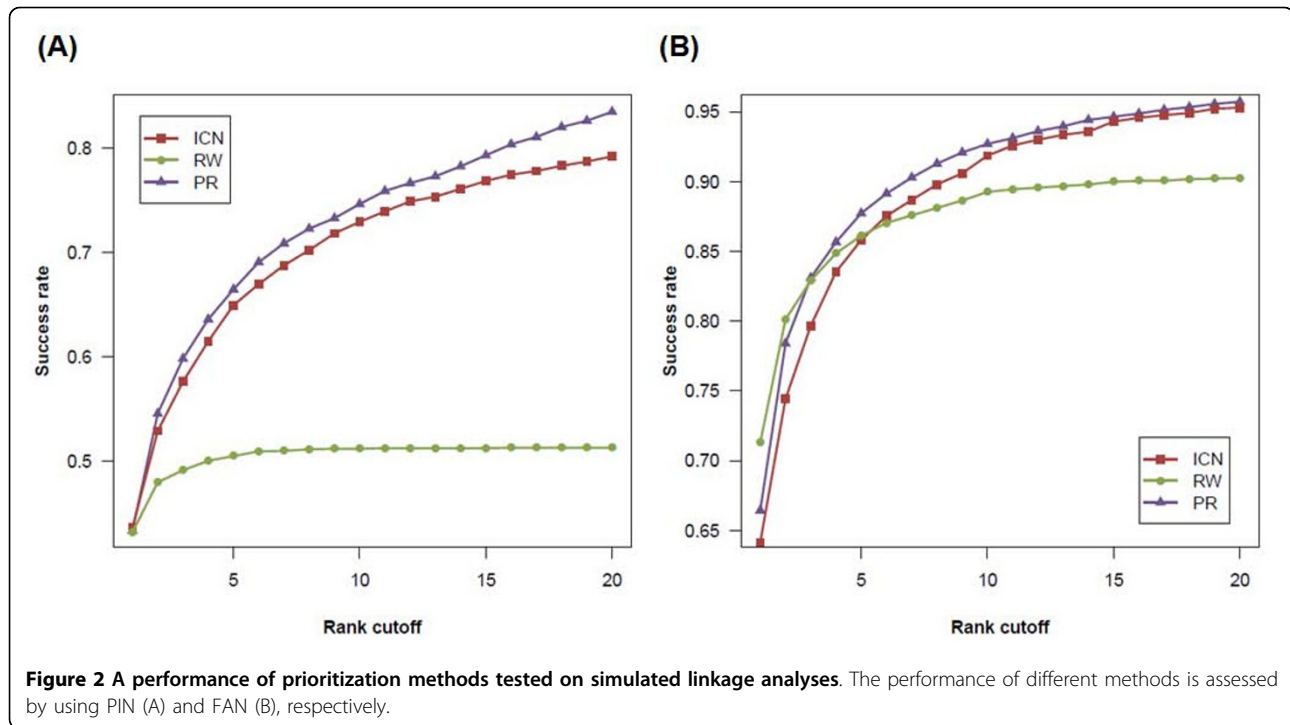 (A)
ICN
RW
PR
0.8
0.7
0.6
0.5
Success rate
5 10 15 20
Rank cutoff
(B)
0.95
0.90
0.85
0.80
0.75
0.70
0.65
Success rate
ICN
RW
PR
5 10 15 20
Rank cutoff
Figure 2 A performance of prioritization methods tested on simulated linkage analyses. The performance of different methods is assessed
by using PIN (A) and FAN (B), respectively.